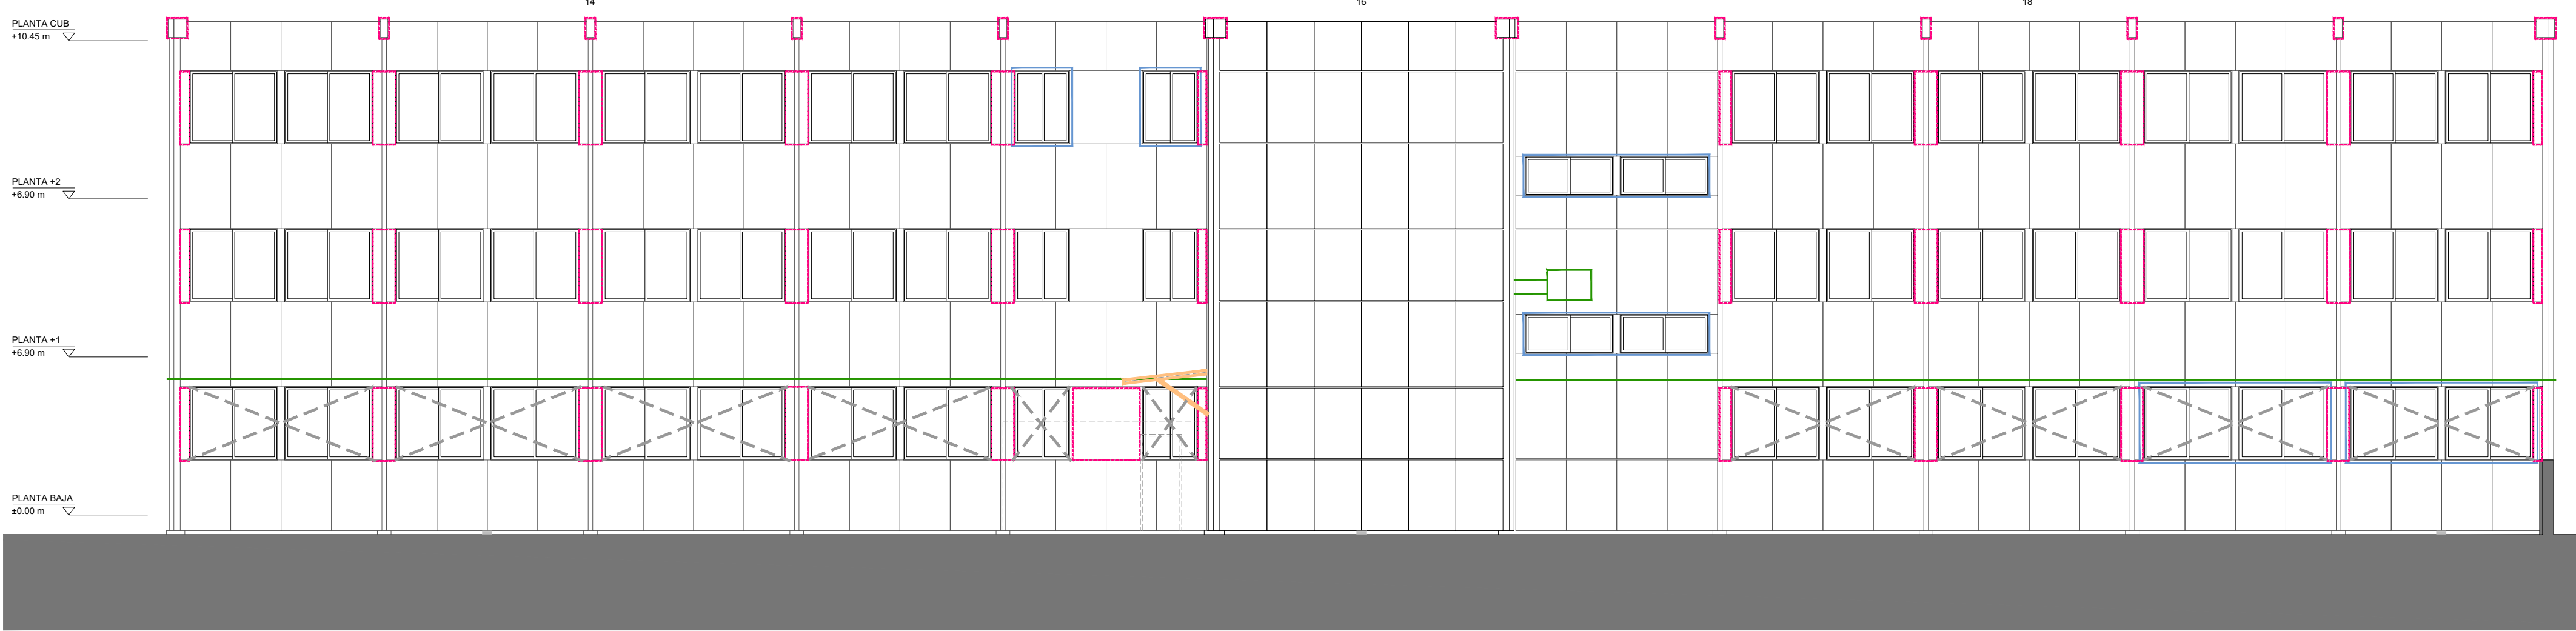 14
16
18
PLANTA CUB
+10.45 m
PLANTA +2
+6.90 m
PLANTA +1
+6.90 m
PLANTA BAJA
±0.00 m